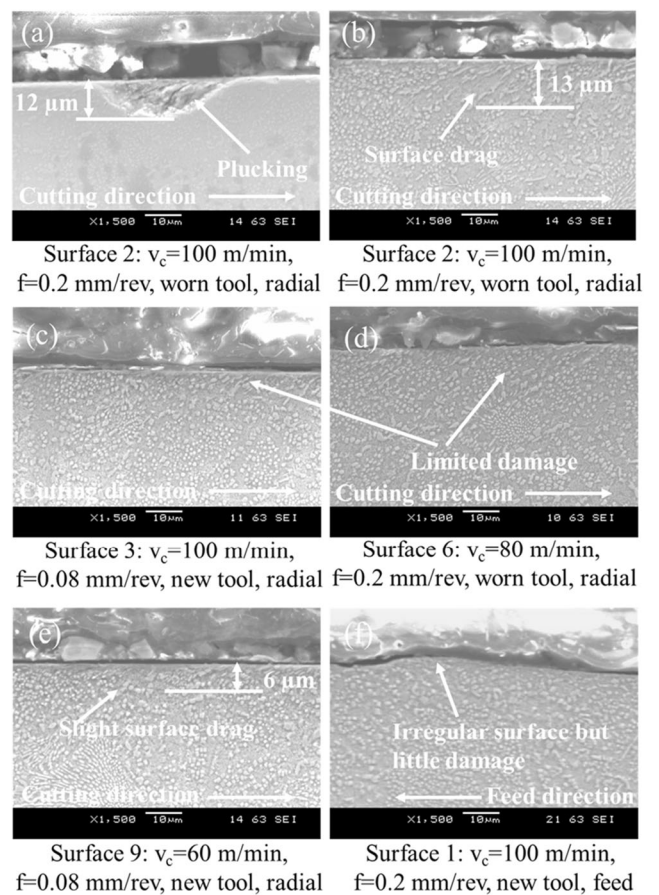 (a)
12 μm
Plucking
Cutting direction
X1,500 10μm 14 63 SEI
Surface 2: vc=100 m/min,
f=0.2 mm/rev, worn tool, radial
(b)
13 μm
Surface drag
Cutting direction
X1,500 10μm 14 63 SEI
Surface 2: vc=100 m/min,
f=0.2 mm/rev, worn tool, radial
(c)
Cutting direction
X1,500 10μm 11 63 SEI
Surface 3: vc=100 m/min,
f=0.08 mm/rev, new tool, radial
(d)
Limited damage
Cutting direction
X1,500 10μm 10 63 SEI
Surface 6: vc=80 m/min,
f=0.2 mm/rev, worn tool, radial
(e)
6 μm
Slight surface drag
Cutting direction
X1,500 10μm 14 63 SEI
Surface 9: vc=60 m/min,
f=0.08 mm/rev, new tool, radial
(f)
Irregular surface but
little damage
Feed direction
X1,500 10μm 21 63 SEI
Surface 1: vc=100 m/min,
f=0.2 mm/rev, new tool, feed